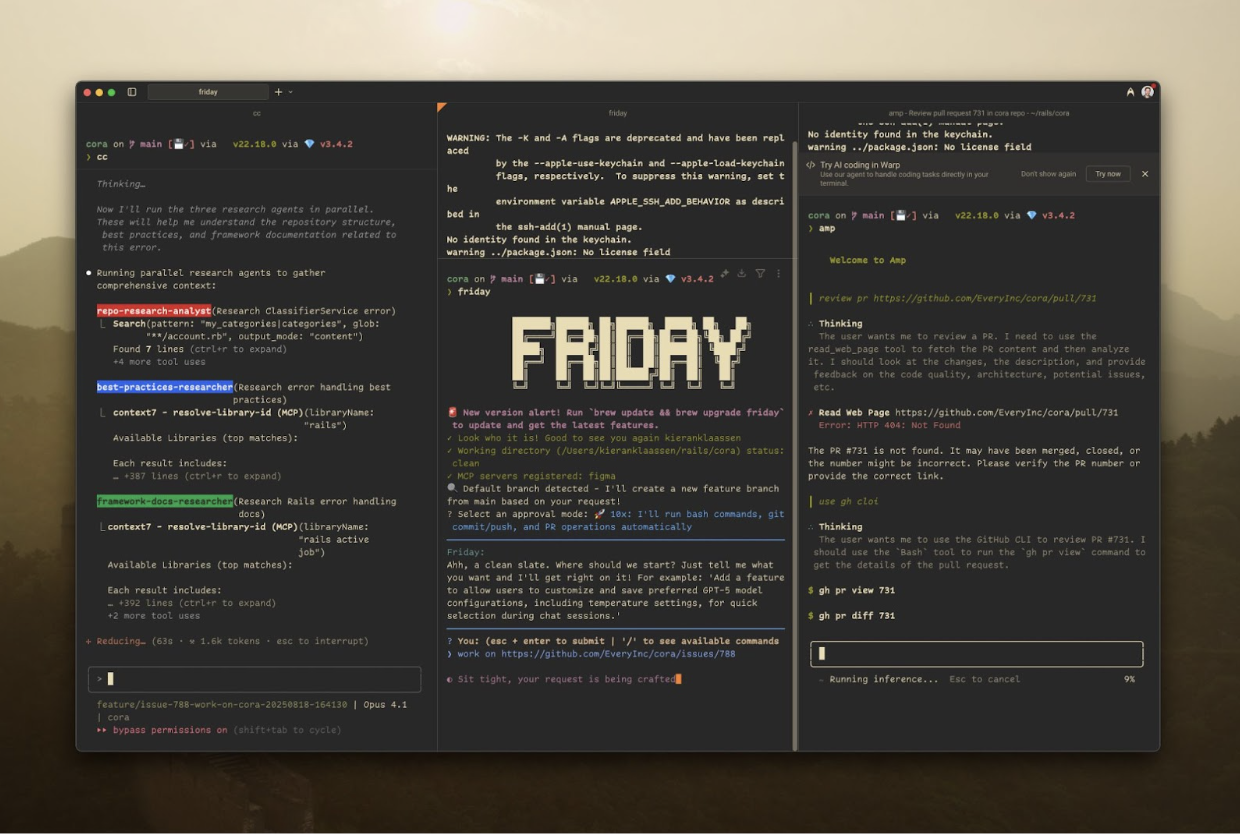 friday
cc
cora on main [💾✓] via v22.18.0 via 💎 v3.4.2
❯ cc
Thinking…
Now I'll run the three research agents in parallel.
These will help me understand the repository structure,
best practices, and framework documentation related to
this error.
● Running parallel research agents to gather
comprehensive context:
repo-research-analyst(Research ClassifierService error)
⎿ Search(pattern: "my_categories|categories", glob:
"**/account.rb", output_mode: "content")
Found 7 lines (ctrl+r to expand)
+4 more tool uses
best-practices-researcher(Research error handling best
practices)
⎿ context7 - resolve-library-id (MCP)(libraryName:
"rails")
Available Libraries (top matches):
Each result includes:
… +387 lines (ctrl+r to expand)
framework-docs-researcher(Research Rails error handling
docs)
⎿ context7 - resolve-library-id (MCP)(libraryName:
"rails active
job")
Available Libraries (top matches):
Each result includes:
… +392 lines (ctrl+r to expand)
+2 more tool uses
+ Reducing… (63s · 1.6k tokens · esc to interrupt)
>
feature/issue-788-work-on-cora-20250818-164130 | Opus 4.1
| cora
▸▸ bypass permissions on (shift+tab to cycle)
friday
WARNING: The -K and -A flags are deprecated and have been repl
aced
by the --apple-use-keychain and --apple-load-keychain
flags, respectively. To suppress this warning, set t
he
environment variable APPLE_SSH_ADD_BEHAVIOR as descri
bed in
the ssh-add(1) manual page.
No identity found in the keychain.
warning ../package.json: No license field
cora on main [💾✓] via v22.18.0 via 💎 v3.4.2
❯ friday
FRIDAY
🚨 New version alert! Run `brew update && brew upgrade friday`
to update and get the latest features.
✓ Look who it is! Good to see you again kieranklaassen
✓ Working directory (/Users/kieranklaassen/rails/cora) status:
clean
✓ MCP servers registered: figma
🔍 Default branch detected - I'll create a new feature branch
from main based on your request!
? Select an approval mode: 🚀 10x: I'll run bash commands, git
commit/push, and PR operations automatically
Friday:
Ahh, a clean slate. Where should we start? Just tell me what
you want and I'll get right on it! For example: 'Add a feature
to allow users to customize and save preferred GPT-5 model
configurations, including temperature settings, for quick
selection during chat sessions.'
? You: (esc + enter to submit | '/' to see available commands
❯ work on https://github.com/EveryInc/cora/issues/788
◐ Sit tight, your request is being crafted
amp - Review pull request 731 in cora repo - ~/rails/cora
the ssh-add(1) manual page.
No identity found in the keychain.
warning ../package.json: No license field
Try AI coding in Warp
Use our agent to handle coding tasks directly in your
terminal.
Don't show again
Try now
cora on main [💾✓] via v22.18.0 via 💎 v3.4.2
❯ amp
Welcome to Amp
review pr https://github.com/EveryInc/cora/pull/731
∴ Thinking
The user wants me to review a PR. I need to use the
read_web_page tool to fetch the PR content and then analyze
it. I should look at the changes, the description, and provide
feedback on the code quality, architecture, potential issues,
etc.
✗ Read Web Page https://github.com/EveryInc/cora/pull/731
Error: HTTP 404: Not Found
The PR #731 is not found. It may have been merged, closed, or
the number might be incorrect. Please verify the PR number or
provide the correct link.
use gh cloi
∴ Thinking
The user wants me to use the GitHub CLI to review PR #731. I
should use the `Bash` tool to run the `gh pr view` command to
get the details of the pull request.
$ gh pr view 731
$ gh pr diff 731
Running inference... Esc to cancel 9%